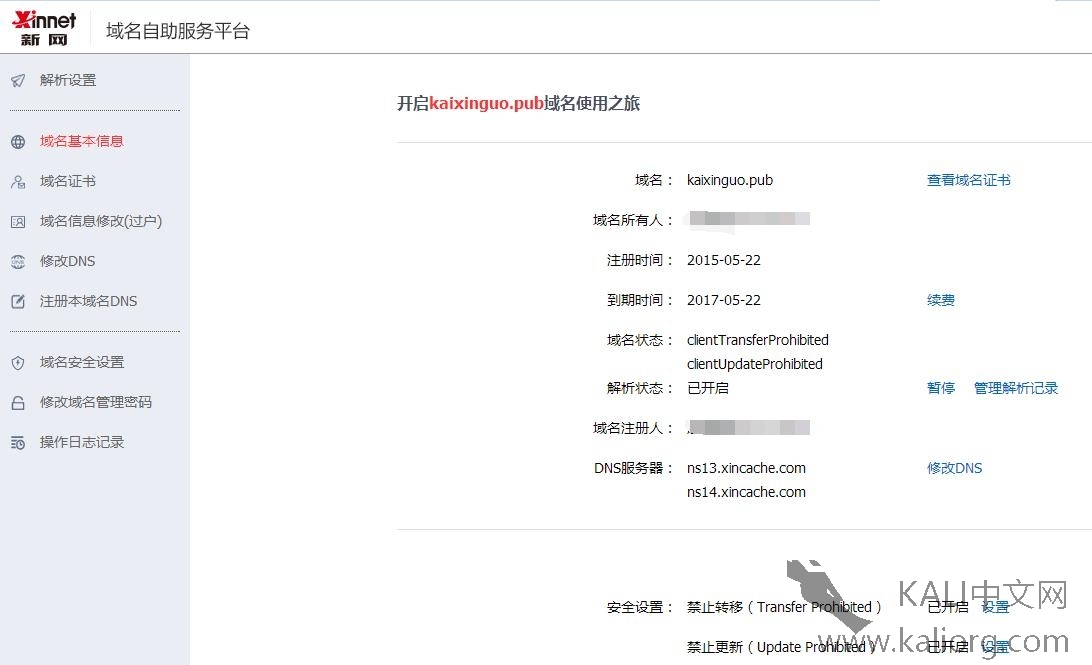 Xinnet
新网
域名自助服务平台
解析设置
域名基本信息
域名证书
域名信息修改(过户)
修改DNS
注册本域名DNS
域名安全设置
修改域名管理密码
操作日志记录
开启kaixinguo.pub域名使用之旅
域名： kaixinguo.pub 查看域名证书
域名所有人：
注册时间： 2015-05-22
到期时间： 2017-05-22 续费
域名状态： clientTransferProhibited
clientUpdateProhibited
解析状态： 已开启 暂停 管理解析记录
域名注册人：
DNS服务器： ns13.xincache.com 修改DNS
ns14.xincache.com
安全设置： 禁止转移（Transfer Prohibited ） 已开启 设置
禁止更新（Update Prohibited ） 已开启 设置
KALI中文网
www.kaliorg.com